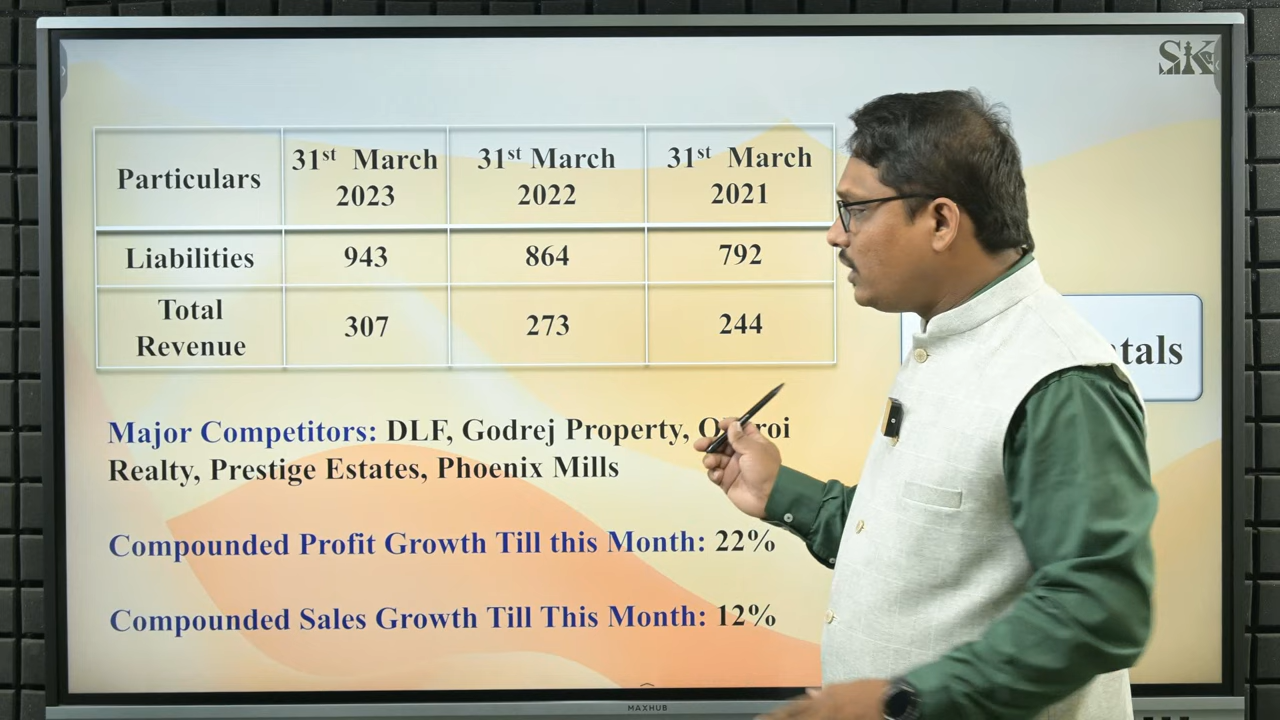 SK
Particulars
31st March 2023
31st March 2022
31st March 2021
Liabilities
943
864
792
Total Revenue
307
273
244
Major Competitors: DLF, Godrej Property,
Realty, Prestige Estates, Phoenix Mills
Compounded Profit Growth Till this Month: 22%
Compounded Sales Growth Till This Month: 12%
MAXHUB